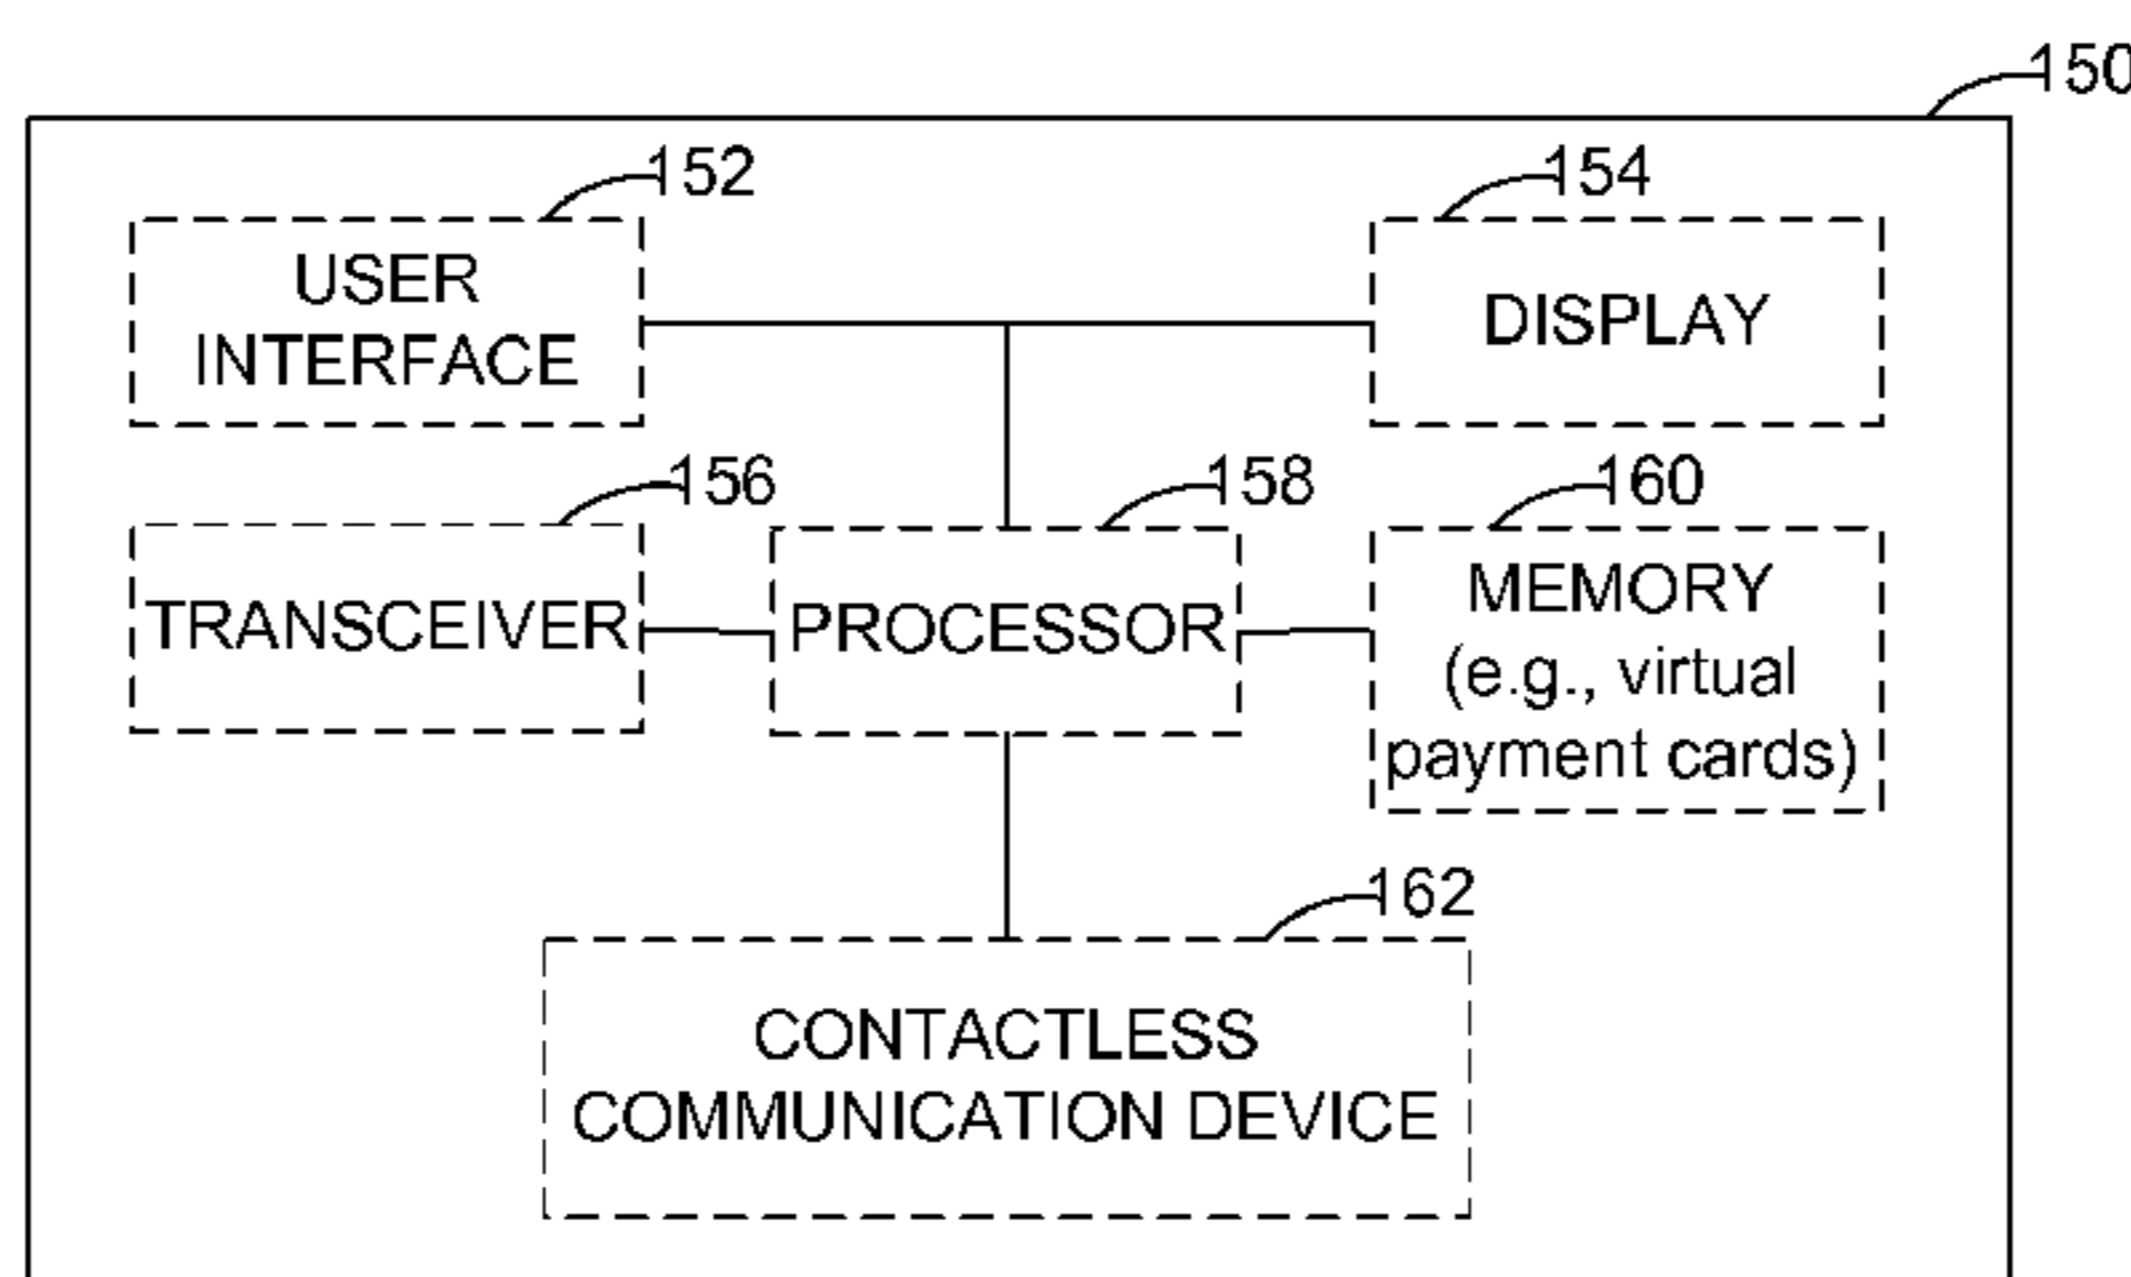 150
152
154
USER
INTERFACE
DISPLAY
156
158
160
TRANSCEIVER
PROCESSOR
MEMORY
(e.g., virtual
payment cards)
162
CONTACTLESS
COMMUNICATION DEVICE